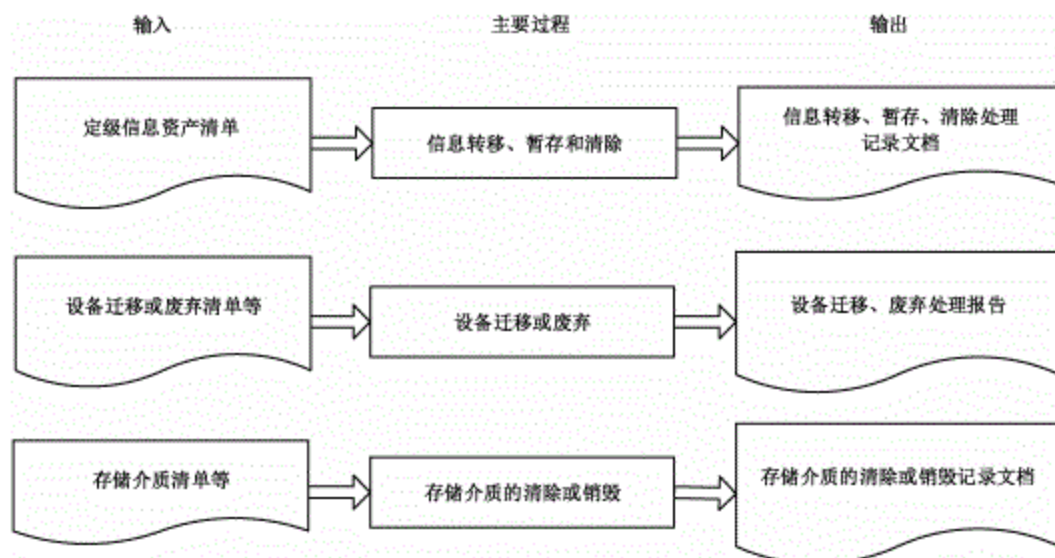 输入
主要过程
输出
定级信息资产清单
信息转移、暂存和清除
信息转移、暂存、清除处理
记录文档
设备迁移或废弃清单等
设备迁移或废弃
设备迁移、废弃处理报告
存储介质清单等
存储介质的清除或销毁
存储介质的清除或销毁记录文档